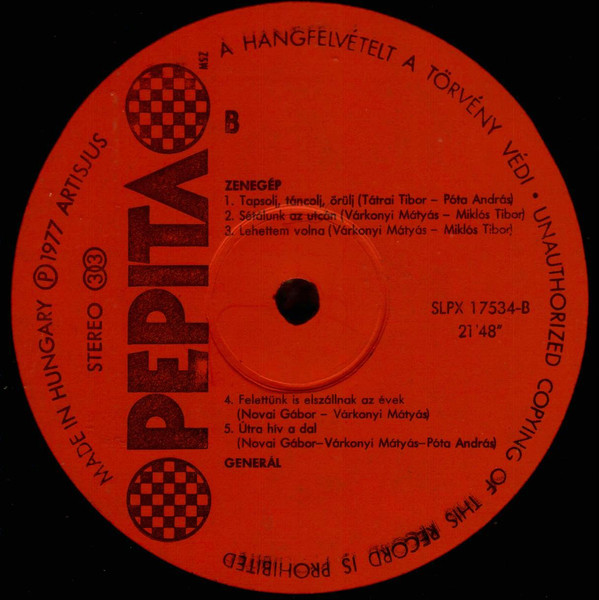 A HANGFELVÉTELT A TÖRVÉNY VÉDI • UNAUTHORIZED COPYING OF THIS RECORD IS PROHIBITED
MADE IN HUNGARY Ⓟ 1977 ARTISJUS
STEREO 33
PEPITA
MSZ
B
ZENEGÉP
1. Tapsolj, táncolj, örülj (Tátrai Tibor – Póta András)
2. Sétálunk az utcán (Várkonyi Mátyás – Miklós Tibor)
3. Lehettem volna (Várkonyi Mátyás – Miklós Tibor)
SLPX 17534-B
21'48"
4. Felettünk is elszállnak az évek
(Novai Gábor – Várkonyi Mátyás)
5. Útra hív a dal
(Novai Gábor–Várkonyi Mátyás–Póta András)
GENERÁL